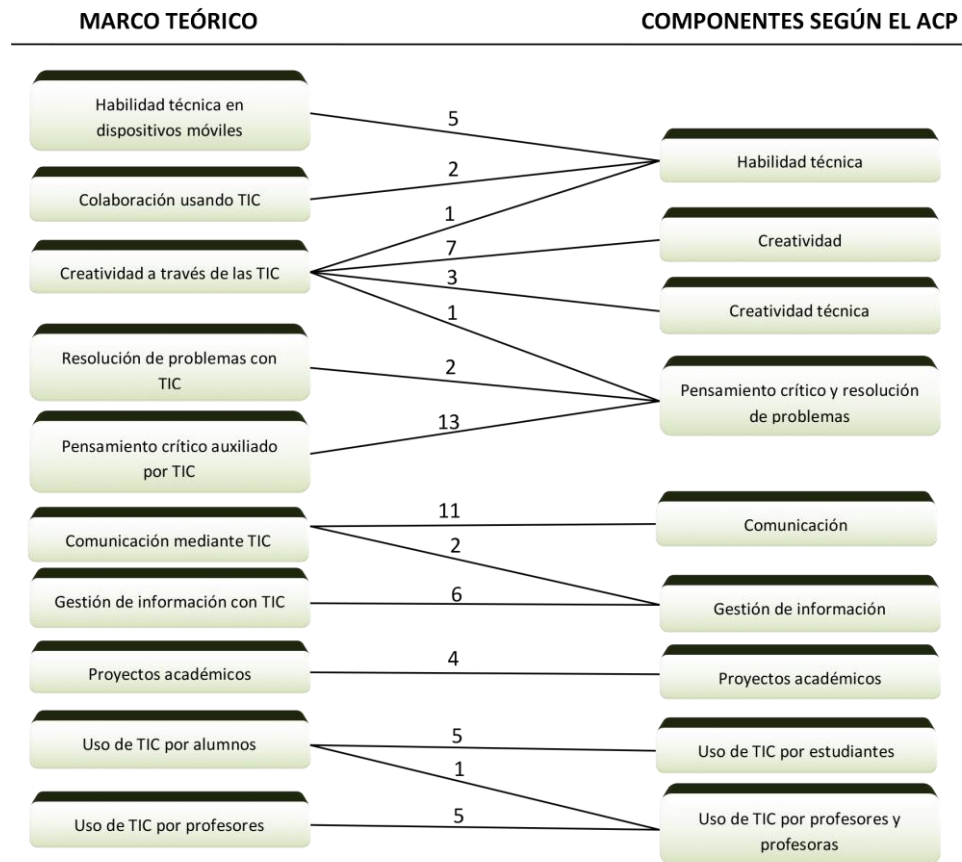 MARCO TEÓRICO
COMPONENTES SEGÚN EL ACP
Habilidad técnica en
dispositivos móviles
5
Habilidad técnica
Colaboración usando TIC
2
1
Creatividad a través de las TIC
7
Creatividad
3
Creatividad técnica
1
Resolución de problemas con
TIC
2
Pensamiento crítico y resolución
de problemas
Pensamiento crítico auxiliado
por TIC
13
Comunicación mediante TIC
11
Comunicación
2
Gestión de información con TIC
6
Gestión de información
Proyectos académicos
4
Proyectos académicos
Uso de TIC por alumnos
5
Uso de TIC por estudiantes
1
Uso de TIC por profesores
5
Uso de TIC por profesores y
profesoras